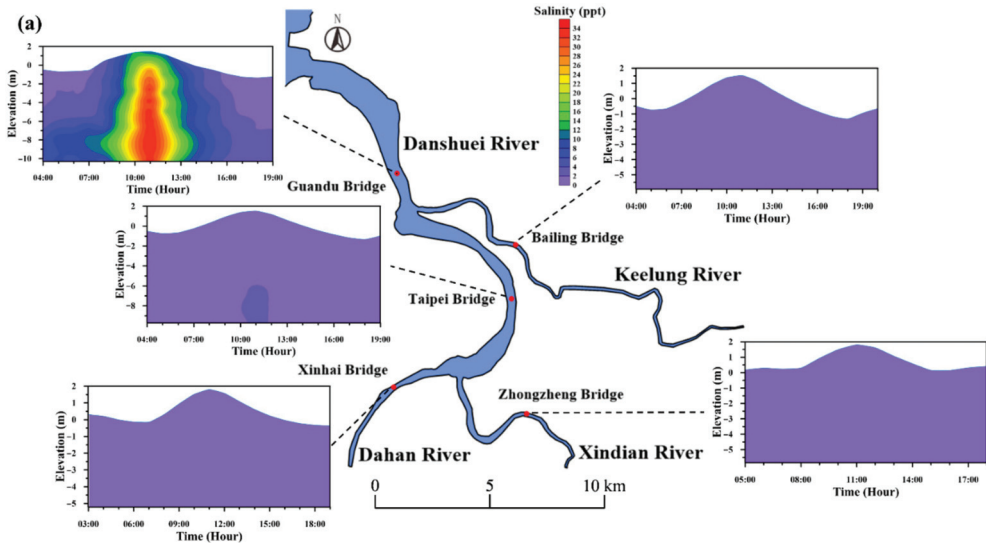 (a)
Elevation (m)
2
0
-2
-4
-6
-8
-10
04:00 07:00 10:00 13:00 16:00 19:00
Time (Hour)
N
Salinity (ppt)
34
32
30
28
26
24
22
20
18
16
14
12
10
8
6
4
2
0
Elevation (m)
2
1
0
-1
-2
-3
-4
-5
04:00 07:00 10:00 13:00 16:00 19:00
Time (Hour)
Danshuei River
Guandu Bridge
Bailing Bridge
Keelung River
Elevation (m)
2
0
-2
-4
-6
-8
04:00 07:00 10:00 13:00 16:00 19:00
Time (Hour)
Taipei Bridge
Xinhai Bridge
Zhongzheng Bridge
Dahan River
Xindian River
Elevation (m)
2
1
0
-1
-2
-3
-4
-5
03:00 06:00 09:00 12:00 15:00 18:00
Time (Hour)
0 5 10 km
Elevation (m)
2
1
0
-1
-2
-3
-4
-5
05:00 08:00 11:00 14:00 17:00
Time (Hour)